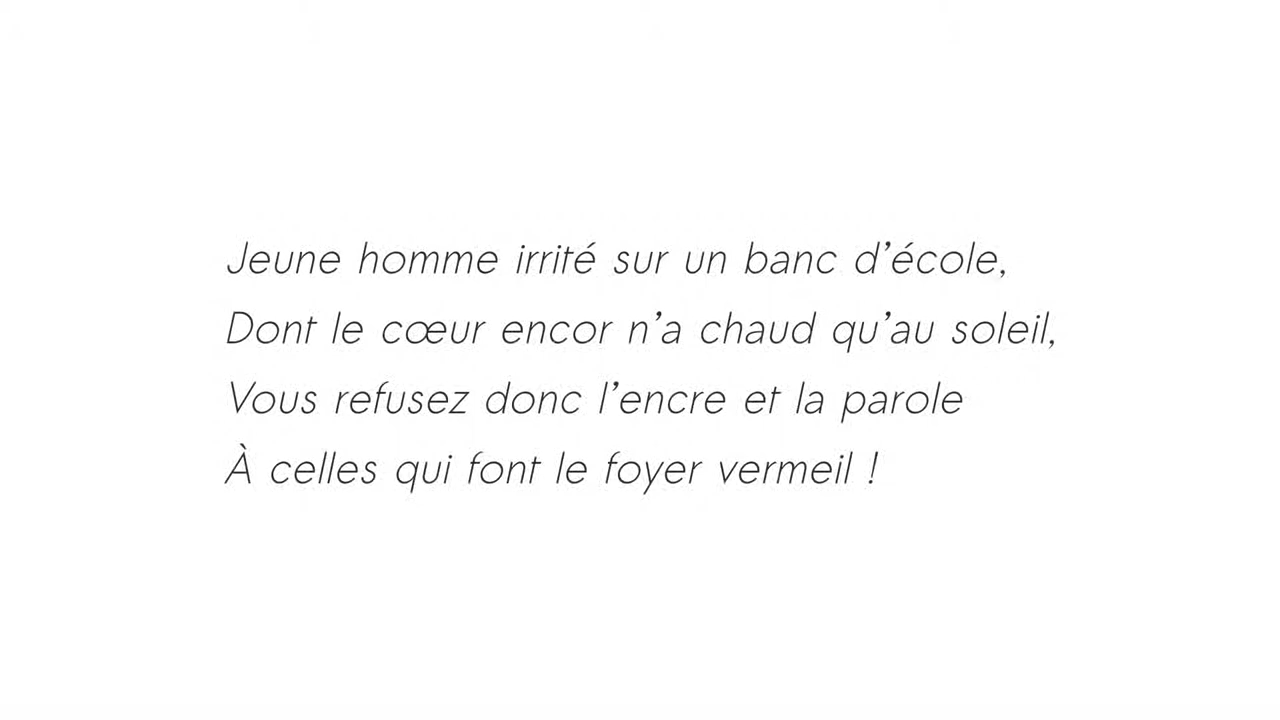 Jeune homme irrité sur un banc d’école,
Dont le cœur encor n’a chaud qu’au soleil,
Vous refusez donc l’encre et la parole
À celles qui font le foyer vermeil !